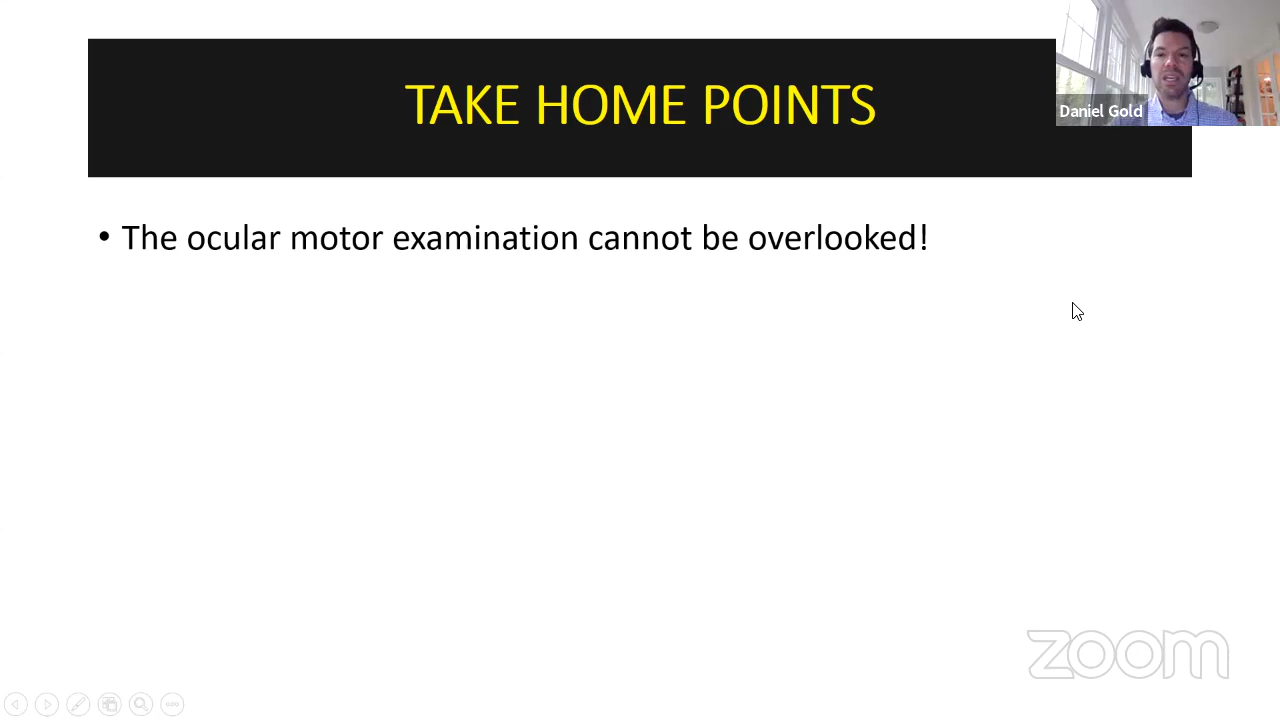 TAKE HOME POINTS
Daniel Gold
• The ocular motor examination cannot be overlooked!
zoom